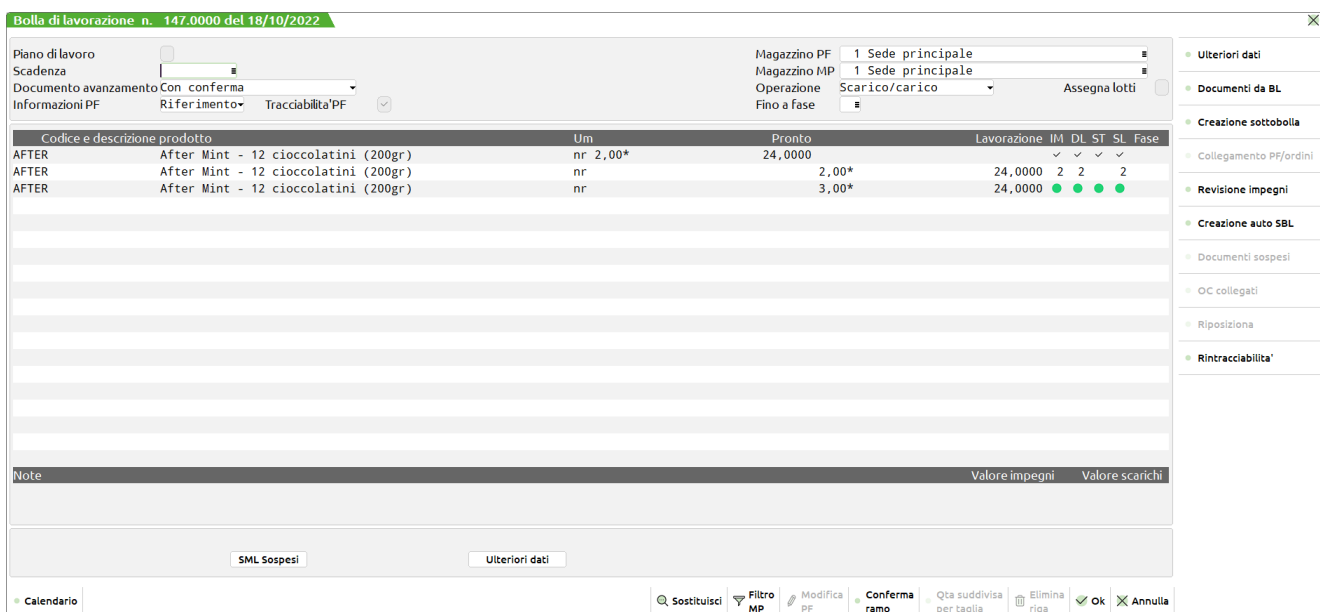 Bolla di lavorazione n. 147.0000 del 18/10/2022
Piano di lavoro
Magazzino PF 1 Sede principale
Scadenza
Magazzino MP 1 Sede principale
Documento avanzamento Con conferma
Operazione Scarico/carico Assegna lotti
Informazioni PF Riferimento Tracciabilita'PF
Fino a fase
Codice e descrizione prodotto Um Pronto Lavorazione IM DL ST SL Fase
AFTER After Mint - 12 cioccolatini (200gr) nr 2,00* 24,0000
AFTER After Mint - 12 cioccolatini (200gr) nr 2,00* 24,0000 2 2 2
AFTER After Mint - 12 cioccolatini (200gr) nr 3,00* 24,0000
Note Valore impegni Valore scarichi
SML Sospesi Ulteriori dati
Ulteriori dati
Documenti da BL
Creazione sottobolla
Collegamento PF/ordini
Revisione impegni
Creazione auto SBL
Documenti sospesi
OC collegati
Riposiziona
Rintracciabilita'
Calendario
Sostituisci
Filtro
MP
Modifica
PF
Conferma
ramo
Qta suddivisa
per taglia
Elimina
riga
Ok
Annulla